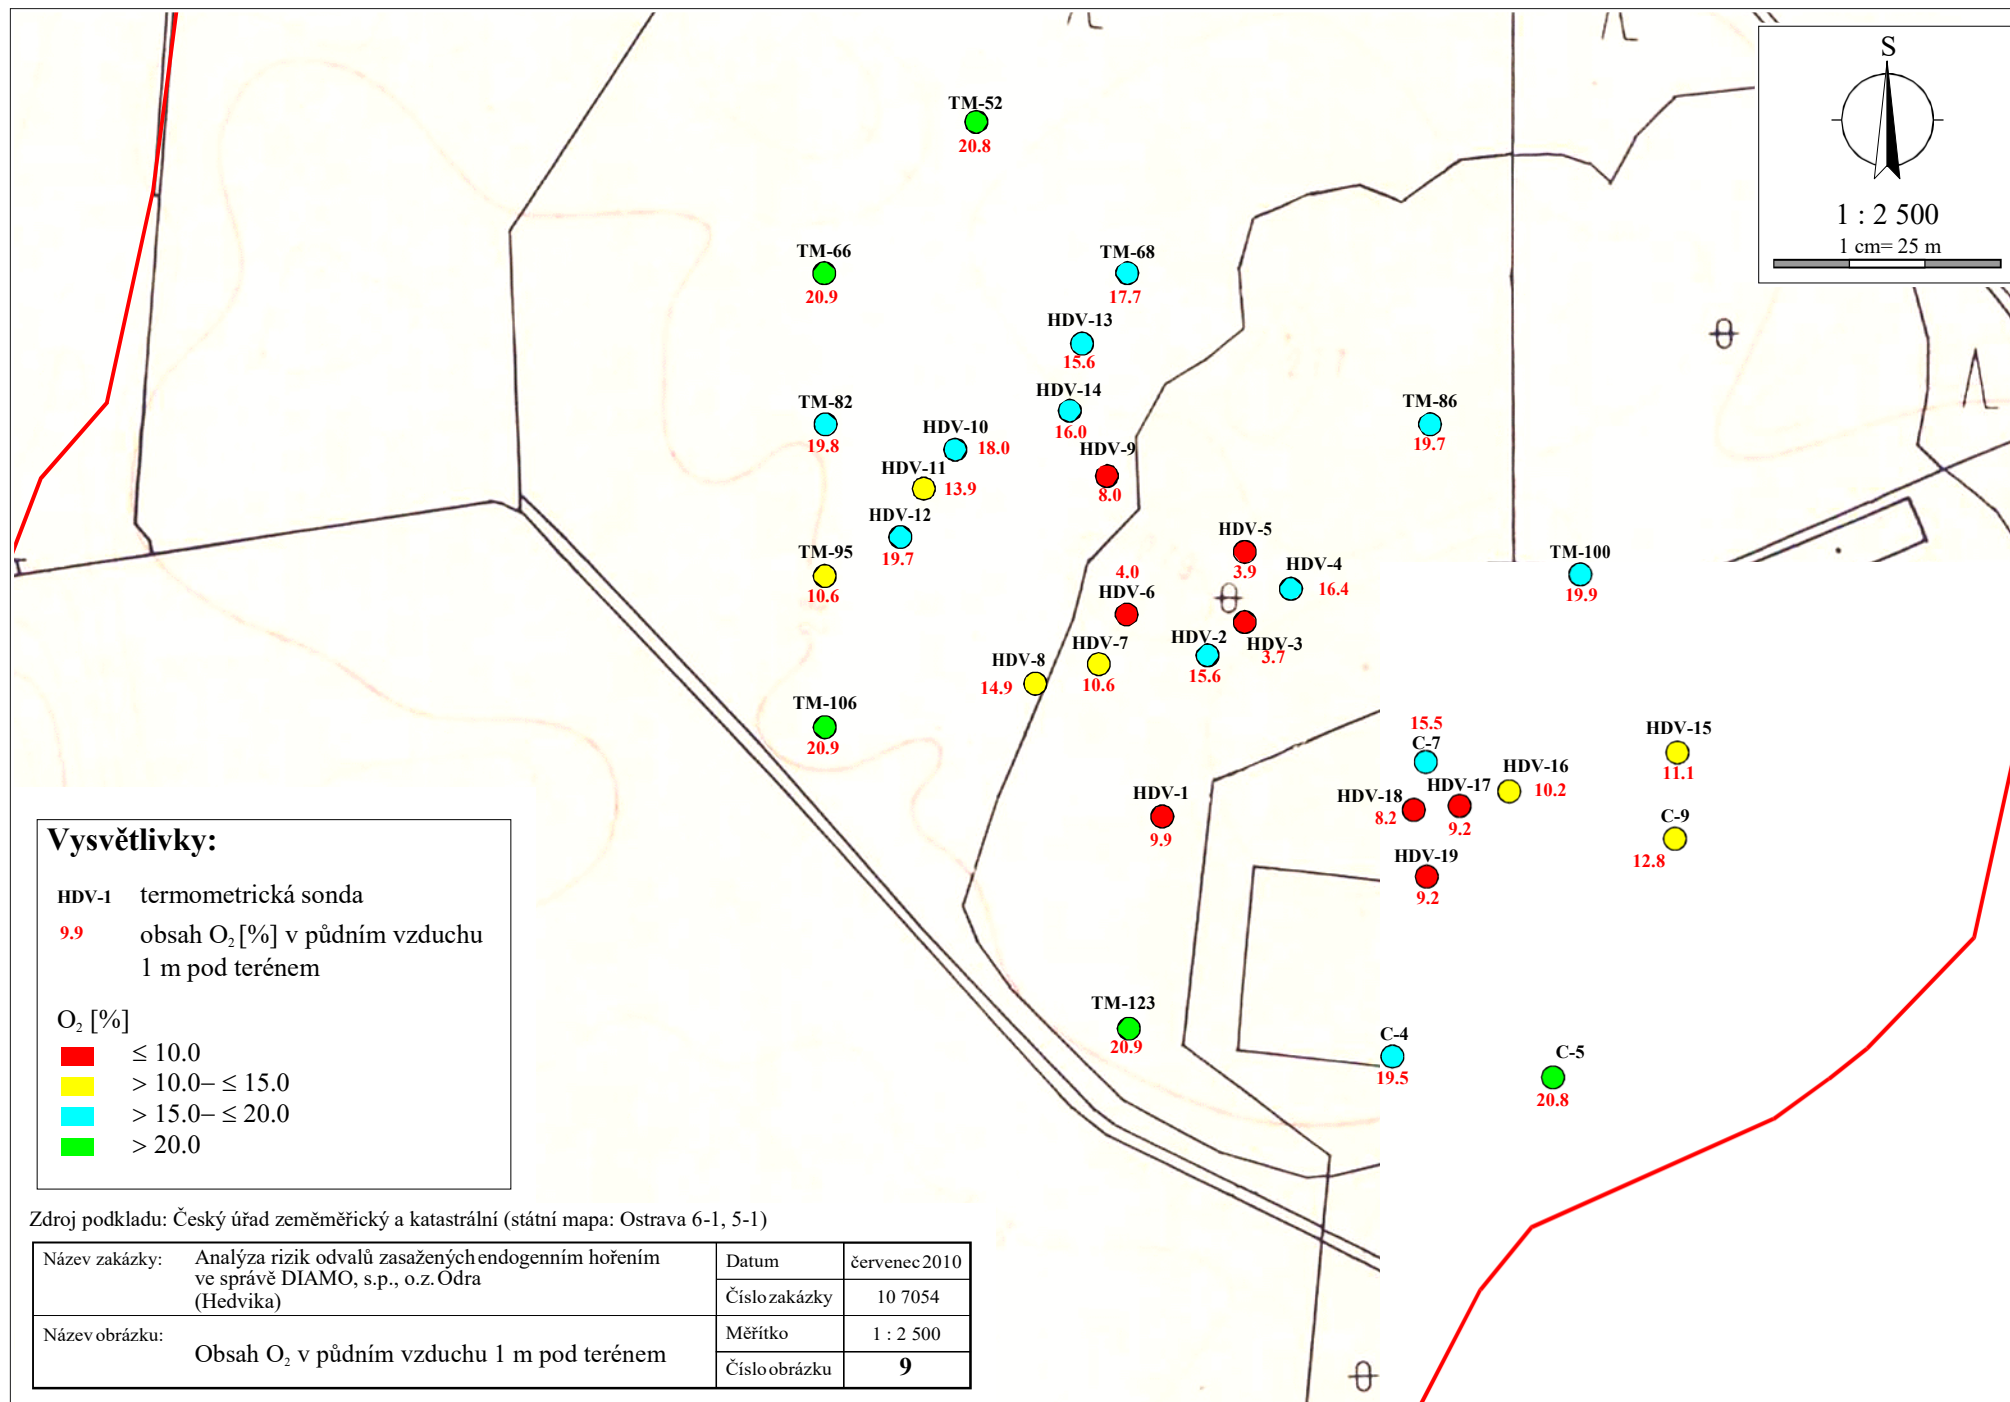 S
1 : 2 500
1 cm= 25 m
TM-52
20.8
TM-66
20.9
TM-68
17.7
HDV-13
15.6
HDV-14
16.0
TM-82
19.8
HDV-10
18.0
TM-86
19.7
HDV-9
8.0
HDV-11
13.9
HDV-12
19.7
HDV-5
3.9
TM-95
10.6
4.0
HDV-6
HDV-4
16.4
TM-100
19.9
HDV-2
15.6
HDV-3
3.7
HDV-7
10.6
HDV-8
14.9
TM-106
20.9
15.5
C-7
HDV-15
11.1
HDV-16
10.2
HDV-17
9.2
HDV-18
8.2
HDV-1
9.9
C-9
12.8
HDV-19
9.2
TM-123
20.9
C-4
19.5
C-5
20.8
Vysvětlivky:
HDV-1 termometrická sonda
9.9 obsah O₂ [%] v půdním vzduchu
1 m pod terénem
O₂ [%]
≤ 10.0
> 10.0– ≤ 15.0
> 15.0– ≤ 20.0
> 20.0
Zdroj podkladu: Český úřad zeměměřický a katastrální (státní mapa: Ostrava 6-1, 5-1)
Název zakázky: Analýza rizik odvalů zasažených endogenním hořením
ve správě DIAMO, s.p., o.z. Odra
(Hedvika)
Datum červenec 2010
Číslo zakázky 10 7054
Název obrázku: Obsah O₂ v půdním vzduchu 1 m pod terénem
Měřítko 1 : 2 500
Číslo obrázku 9